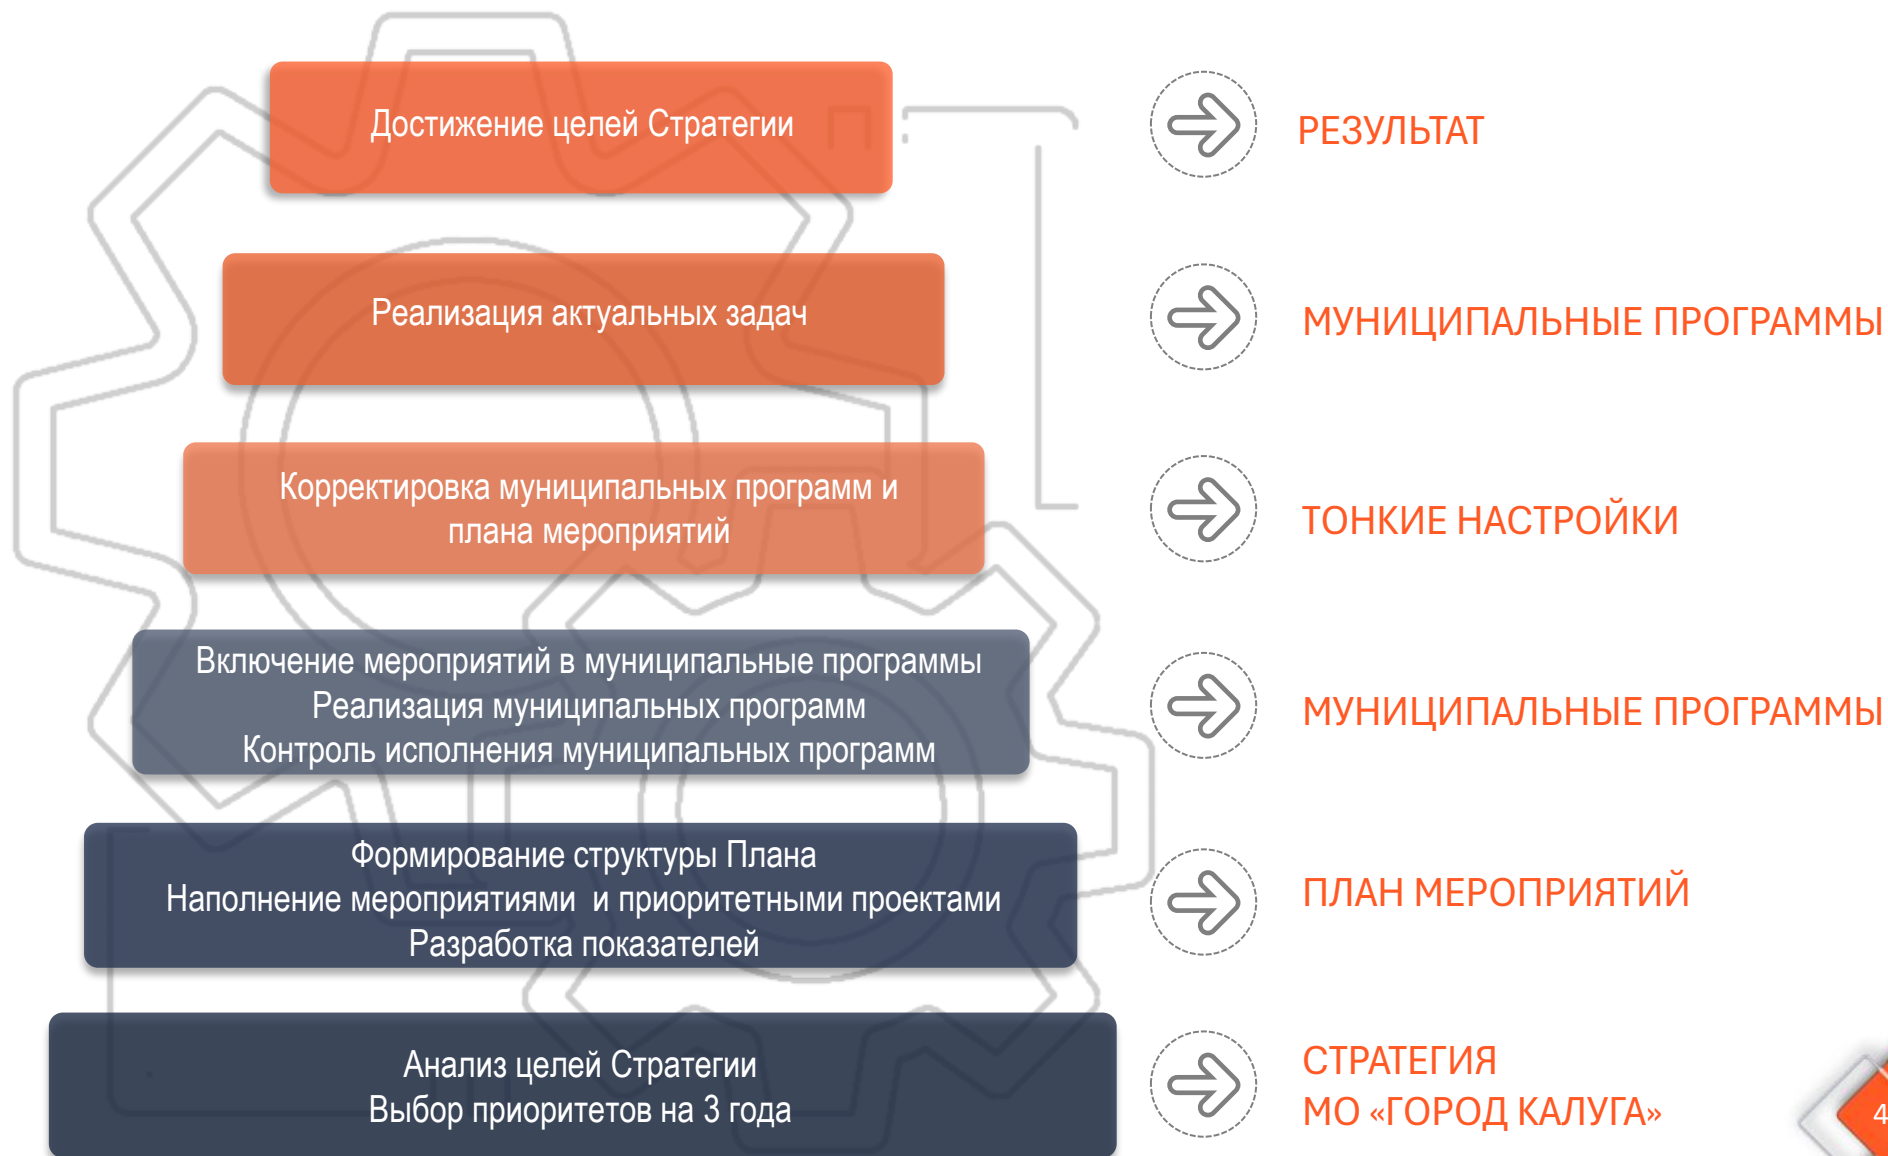 Достижение целей Стратегии
РЕЗУЛЬТАТ
Реализация актуальных задач
МУНИЦИПАЛЬНЫЕ ПРОГРАММЫ
Корректировка муниципальных программ и
плана мероприятий
ТОНКИЕ НАСТРОЙКИ
Включение мероприятий в муниципальные программы
Реализация муниципальных программ
Контроль исполнения муниципальных программ
МУНИЦИПАЛЬНЫЕ ПРОГРАММЫ
Формирование структуры Плана
Наполнение мероприятиями и приоритетными проектами
Разработка показателей
ПЛАН МЕРОПРИЯТИЙ
Анализ целей Стратегии
Выбор приоритетов на 3 года
СТРАТЕГИЯ
МО «ГОРОД КАЛУГА»
4